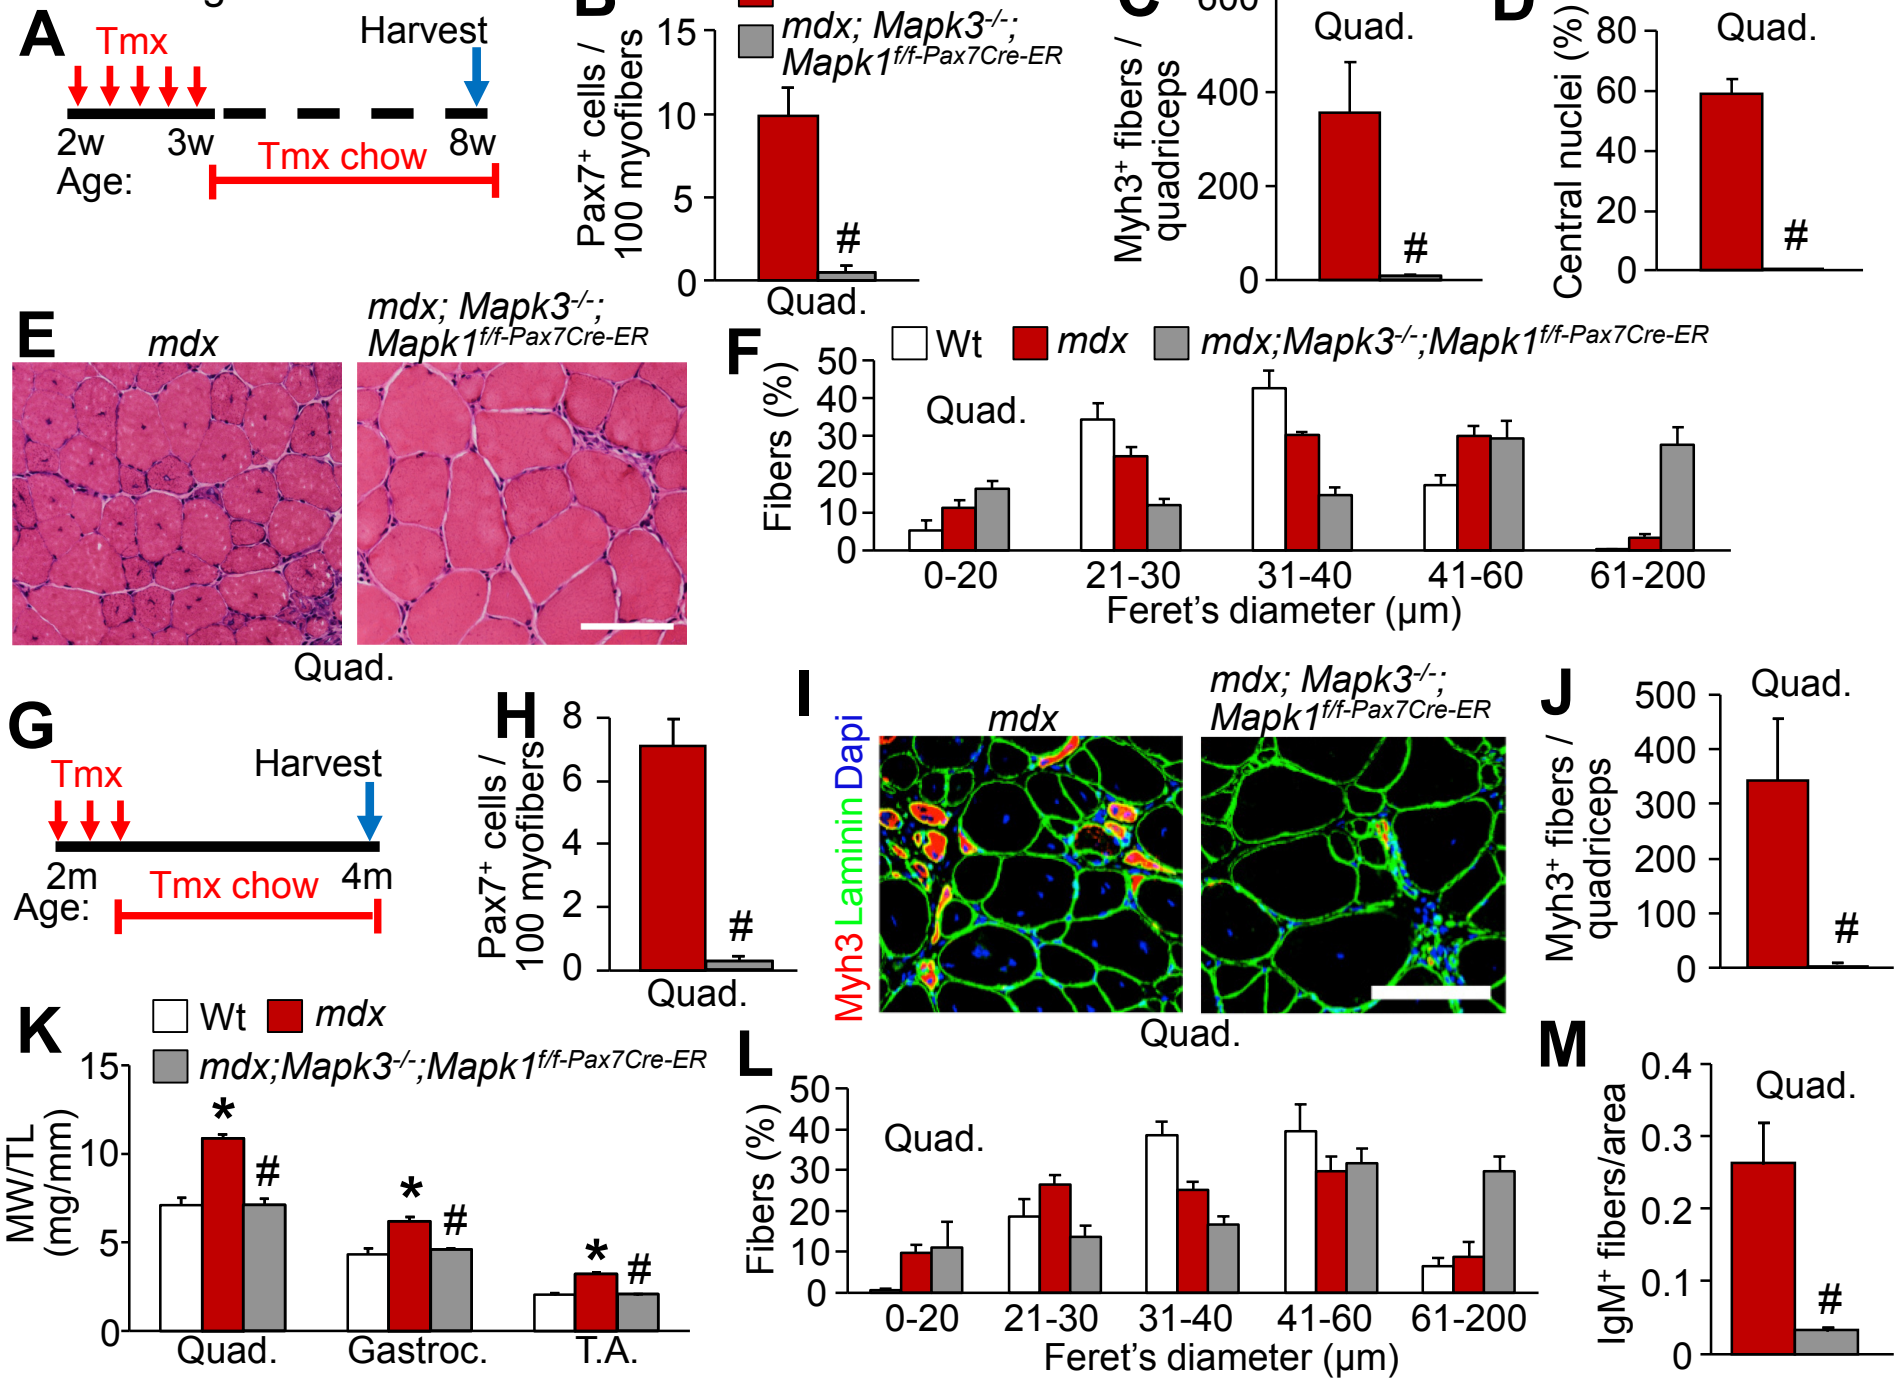 A
Tmx
Harvest
2w
3w
8w
Tmx chow
Age:
B
mdx; Mapk3-/-;
Mapk1f/f-Pax7Cre-ER
Pax7+ cells /
100 myofibers
15
10
5
0
#
Quad.
C
Quad.
Myh3+ fibers /
quadriceps
600
400
200
0
#
D
Quad.
Central nuclei (%)
80
60
40
20
0
#
E
mdx
mdx; Mapk3-/-;
Mapk1f/f-Pax7Cre-ER
Quad.
F
Wt
mdx
mdx;Mapk3-/-;Mapk1f/f-Pax7Cre-ER
Quad.
Fibers (%)
50
40
30
20
10
0
0-20
21-30
31-40
41-60
61-200
Feret's diameter (µm)
G
Tmx
Harvest
2m
4m
Tmx chow
Age:
H
Pax7+ cells /
100 myofibers
8
6
4
2
0
#
Quad.
I
mdx
mdx; Mapk3-/-;
Mapk1f/f-Pax7Cre-ER
Myh3 Laminin Dapi
Quad.
J
Quad.
Myh3+ fibers /
quadriceps
500
400
300
200
100
0
#
K
Wt
mdx
mdx;Mapk3-/-;Mapk1f/f-Pax7Cre-ER
MW/TL
(mg/mm)
15
10
5
0
*
#
*
#
*
#
Quad.
Gastroc.
T.A.
L
Quad.
Fibers (%)
50
40
30
20
10
0
0-20
21-30
31-40
41-60
61-200
Feret's diameter (µm)
M
Quad.
IgM+ fibers/area
0.4
0.3
0.2
0.1
0
#